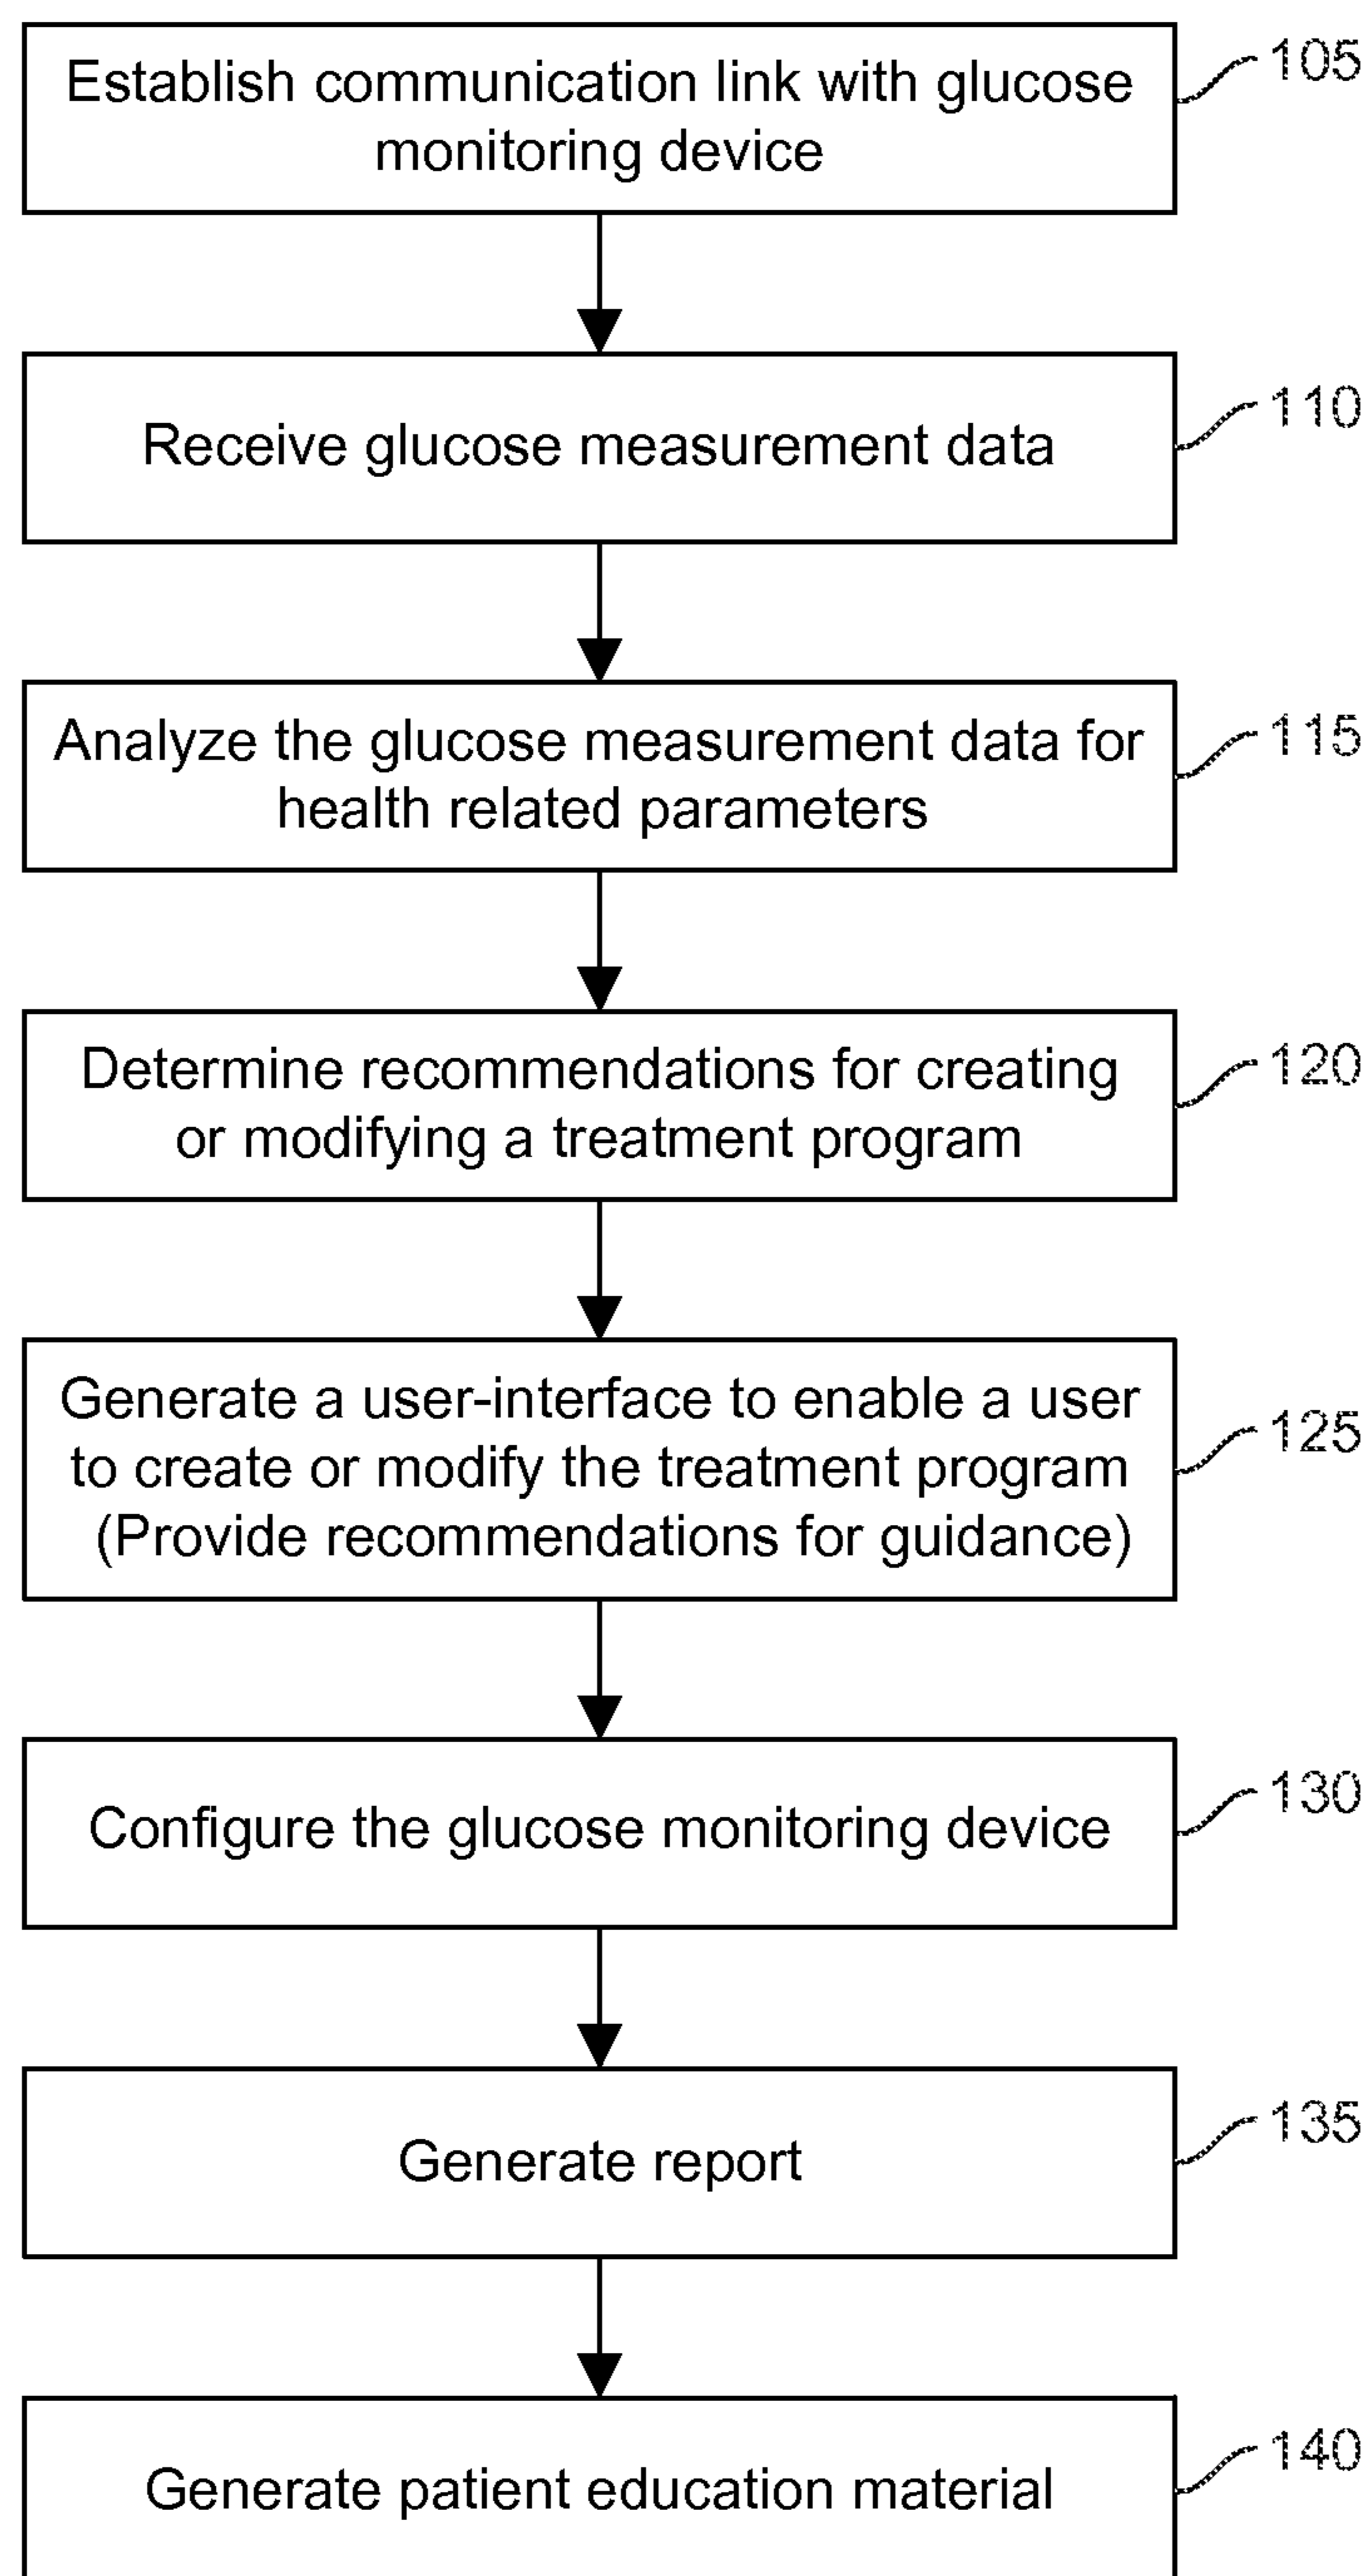 Establish communication link with glucose
monitoring device
105
Receive glucose measurement data
110
Analyze the glucose measurement data for
health related parameters
115
Determine recommendations for creating
or modifying a treatment program
120
Generate a user-interface to enable a user
to create or modify the treatment program
(Provide recommendations for guidance)
125
Configure the glucose monitoring device
130
Generate report
135
Generate patient education material
140